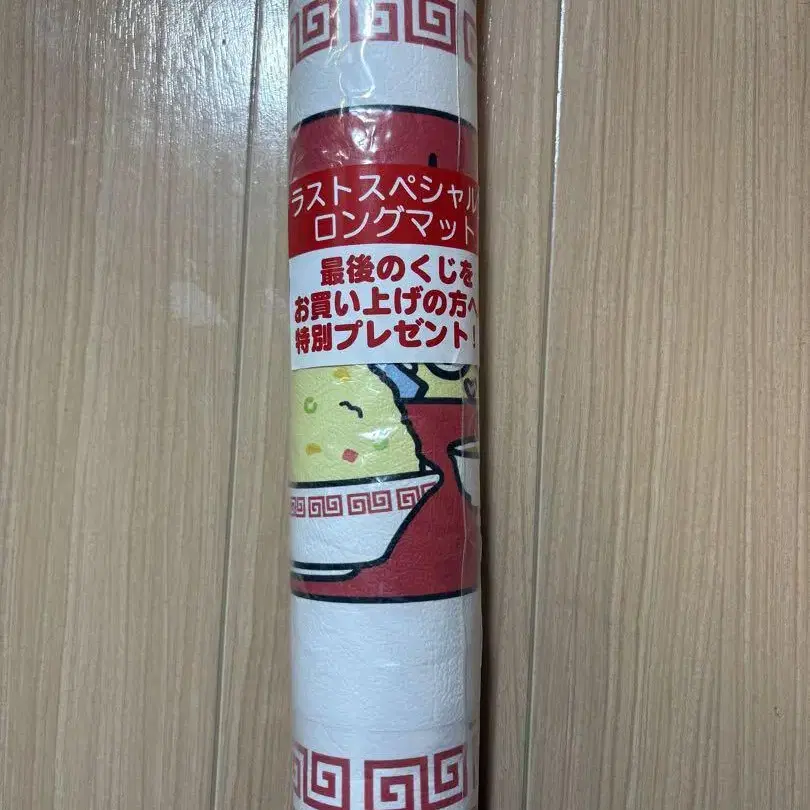 ラストスペシャル
ロングマット
最後のくじを
お買い上げの方へ
特別プレゼント!